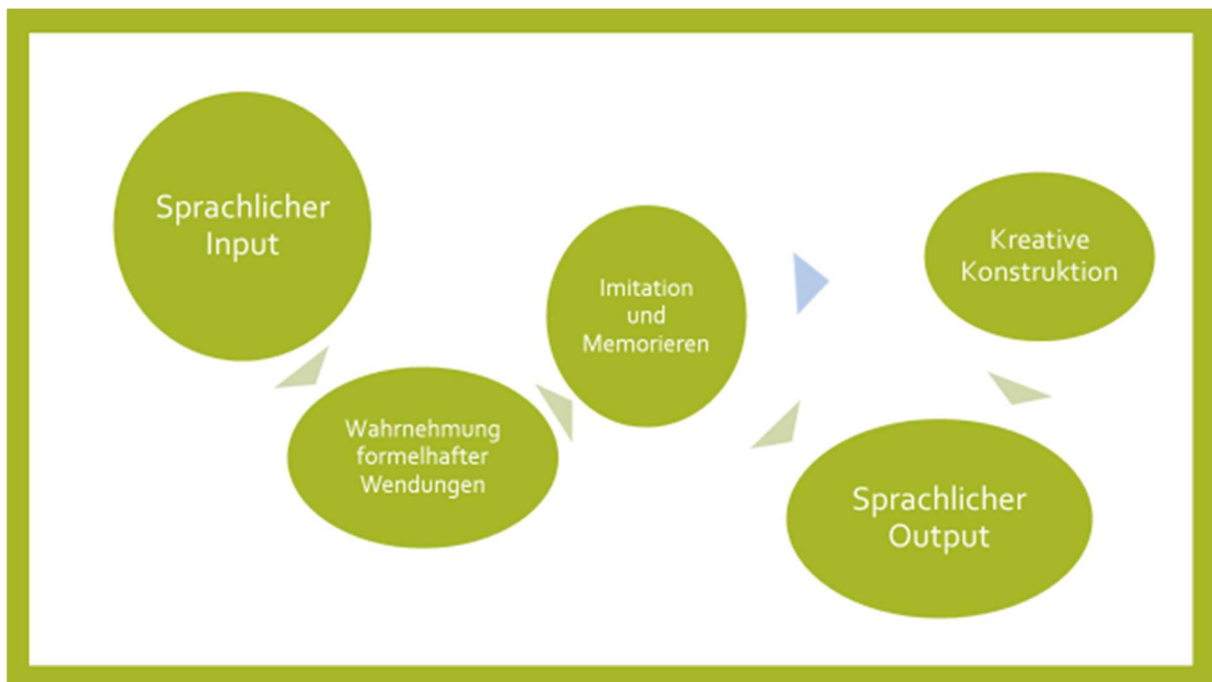 Sprachlicher
Input
Wahrnehmung
formelhafter
Wendungen
Imitation
und
Memorieren
Sprachlicher
Output
Kreative
Konstruktion